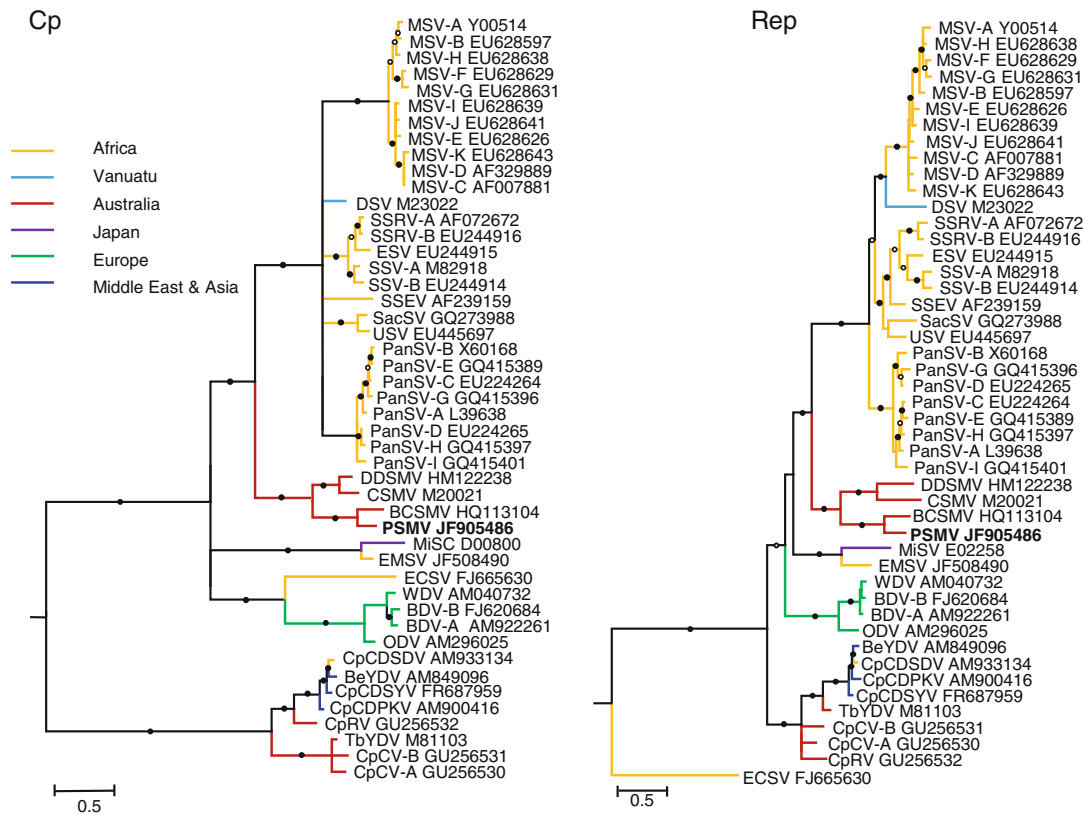 Cp
MSV-A Y00514
MSV-B EU628597
MSV-H EU628638
MSV-F EU628629
MSV-G EU628631
MSV-I EU628639
MSV-J EU628641
MSV-E EU628626
MSV-K EU628643
MSV-D AF329889
MSV-C AF007881
DSV M23022
SSRV-A AF072672
SSRV-B EU244916
ESV EU244915
SSV-A M82918
SSV-B EU244914
SSEV AF239159
SacSV GQ273988
USV EU445697
PanSV-B X60168
PanSV-E GQ415389
PanSV-C EU224264
PanSV-G GQ415396
PanSV-A L39638
PanSV-D EU224265
PanSV-H GQ415397
PanSV-I GQ415401
DDSMV HM122238
CSMV M20021
BCSMV HQ113104
PSMV JF905486
MiSC D00800
EMSV JF508490
ECSV FJ665630
WDV AM040732
BDV-B FJ620684
BDV-A AM922261
ODV AM296025
CpCDSDV AM933134
BeYDV AM849096
CpCDSYV FR687959
CpCDPKV AM900416
CpRV GU256532
TbYDV M81103
CpCV-B GU256531
CpCV-A GU256530
0.5
Africa
Vanuatu
Australia
Japan
Europe
Middle East & Asia
Rep
MSV-A Y00514
MSV-H EU628638
MSV-F EU628629
MSV-G EU628631
MSV-B EU628597
MSV-E EU628626
MSV-I EU628639
MSV-J EU628641
MSV-C AF007881
MSV-D AF329889
MSV-K EU628643
DSV M23022
SSRV-A AF072672
SSRV-B EU244916
ESV EU244915
SSV-A M82918
SSV-B EU244914
SSEV AF239159
SacSV GQ273988
USV EU445697
PanSV-B X60168
PanSV-G GQ415396
PanSV-D EU224265
PanSV-C EU224264
PanSV-E GQ415389
PanSV-H GQ415397
PanSV-A L39638
PanSV-I GQ415401
DDSMV HM122238
CSMV M20021
BCSMV HQ113104
PSMV JF905486
MiSV E02258
EMSV JF508490
WDV AM040732
BDV-B FJ620684
BDV-A AM922261
ODV AM296025
BeYDV AM849096
CpCDSDV AM933134
CpCDPKV AM900416
CpCDSYV FR687959
TbYDV M81103
CpCV-B GU256531
CpCV-A GU256530
CpRV GU256532
ECSV FJ665630
0.5